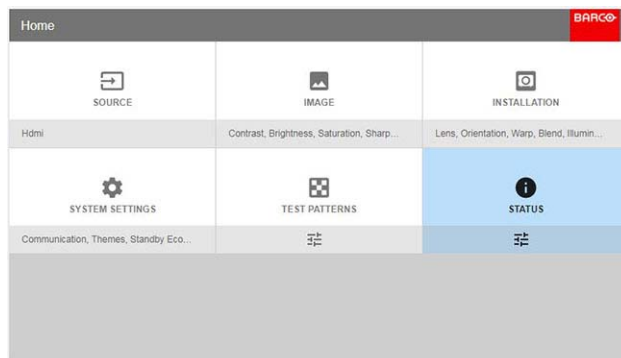 Home
BARCO
SOURCE
IMAGE
INSTALLATION
Hdmi
Contrast, Brightness, Saturation, Sharp...
Lens, Orientation, Warp, Blend, Illumin...
SYSTEM SETTINGS
TEST PATTERNS
STATUS
Communication, Themes, Standby Eco...